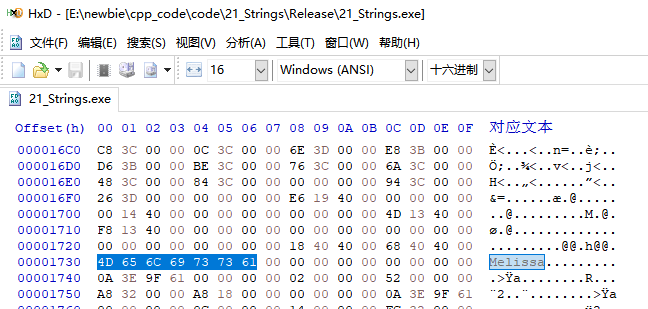 HxD - [E:\newbie\cpp_code\code\21_Strings\Release\21_Strings.exe]
文件(F) 编辑(E) 搜索(S) 视图(V) 分析(A) 工具(T) 窗口(W) 帮助(H)
16 Windows (ANSI) 十六进制
21_Strings.exe
Offset(h) 00 01 02 03 04 05 06 07 08 09 0A 0B 0C 0D 0E 0F 对应文本
000016C0 C8 3C 00 00 0C 3C 00 00 6E 3D 00 00 E8 3B 00 00 È<...<..n=..è;..
000016D0 D6 3B 00 00 BE 3C 00 00 76 3C 00 00 6A 3C 00 00 Ö;..¾<..v<..j<..
000016E0 48 3C 00 00 84 3C 00 00 00 00 00 00 94 3C 00 00 H<..„<......”<..
000016F0 26 3D 00 00 00 00 00 00 E6 19 40 00 00 00 00 00 &=......æ.@.....
00001700 00 14 40 00 00 00 00 00 00 00 00 00 4D 13 40 00 ..@.........M.@.
00001710 F8 13 40 00 00 00 00 00 00 00 00 00 00 00 00 00 ø.@.............
00001720 00 00 00 00 00 00 00 00 18 40 40 00 68 40 40 00 .........@@.h@@.
00001730 4D 65 6C 69 73 73 61 00 00 00 00 00 00 00 00 00 Melissa.........
00001740 0A 3E 9F 61 00 00 00 00 02 00 00 00 52 00 00 00 .>Ÿa........R...
00001750 A8 32 00 00 A8 18 00 00 00 00 00 00 0A 3E 9F 61 ¨2..¨........>Ÿa